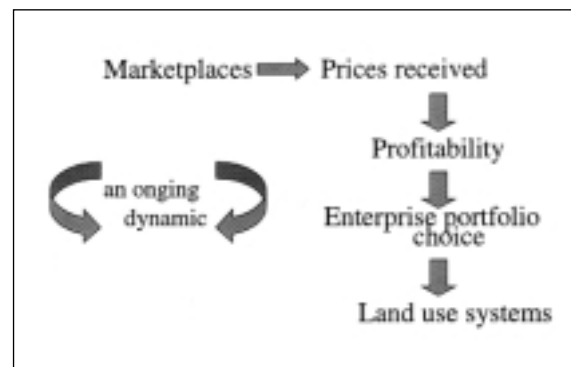 Marketplaces Prices received
Profitability
an onging
dynamic
Enterprise portfolio
choice
Land use systems